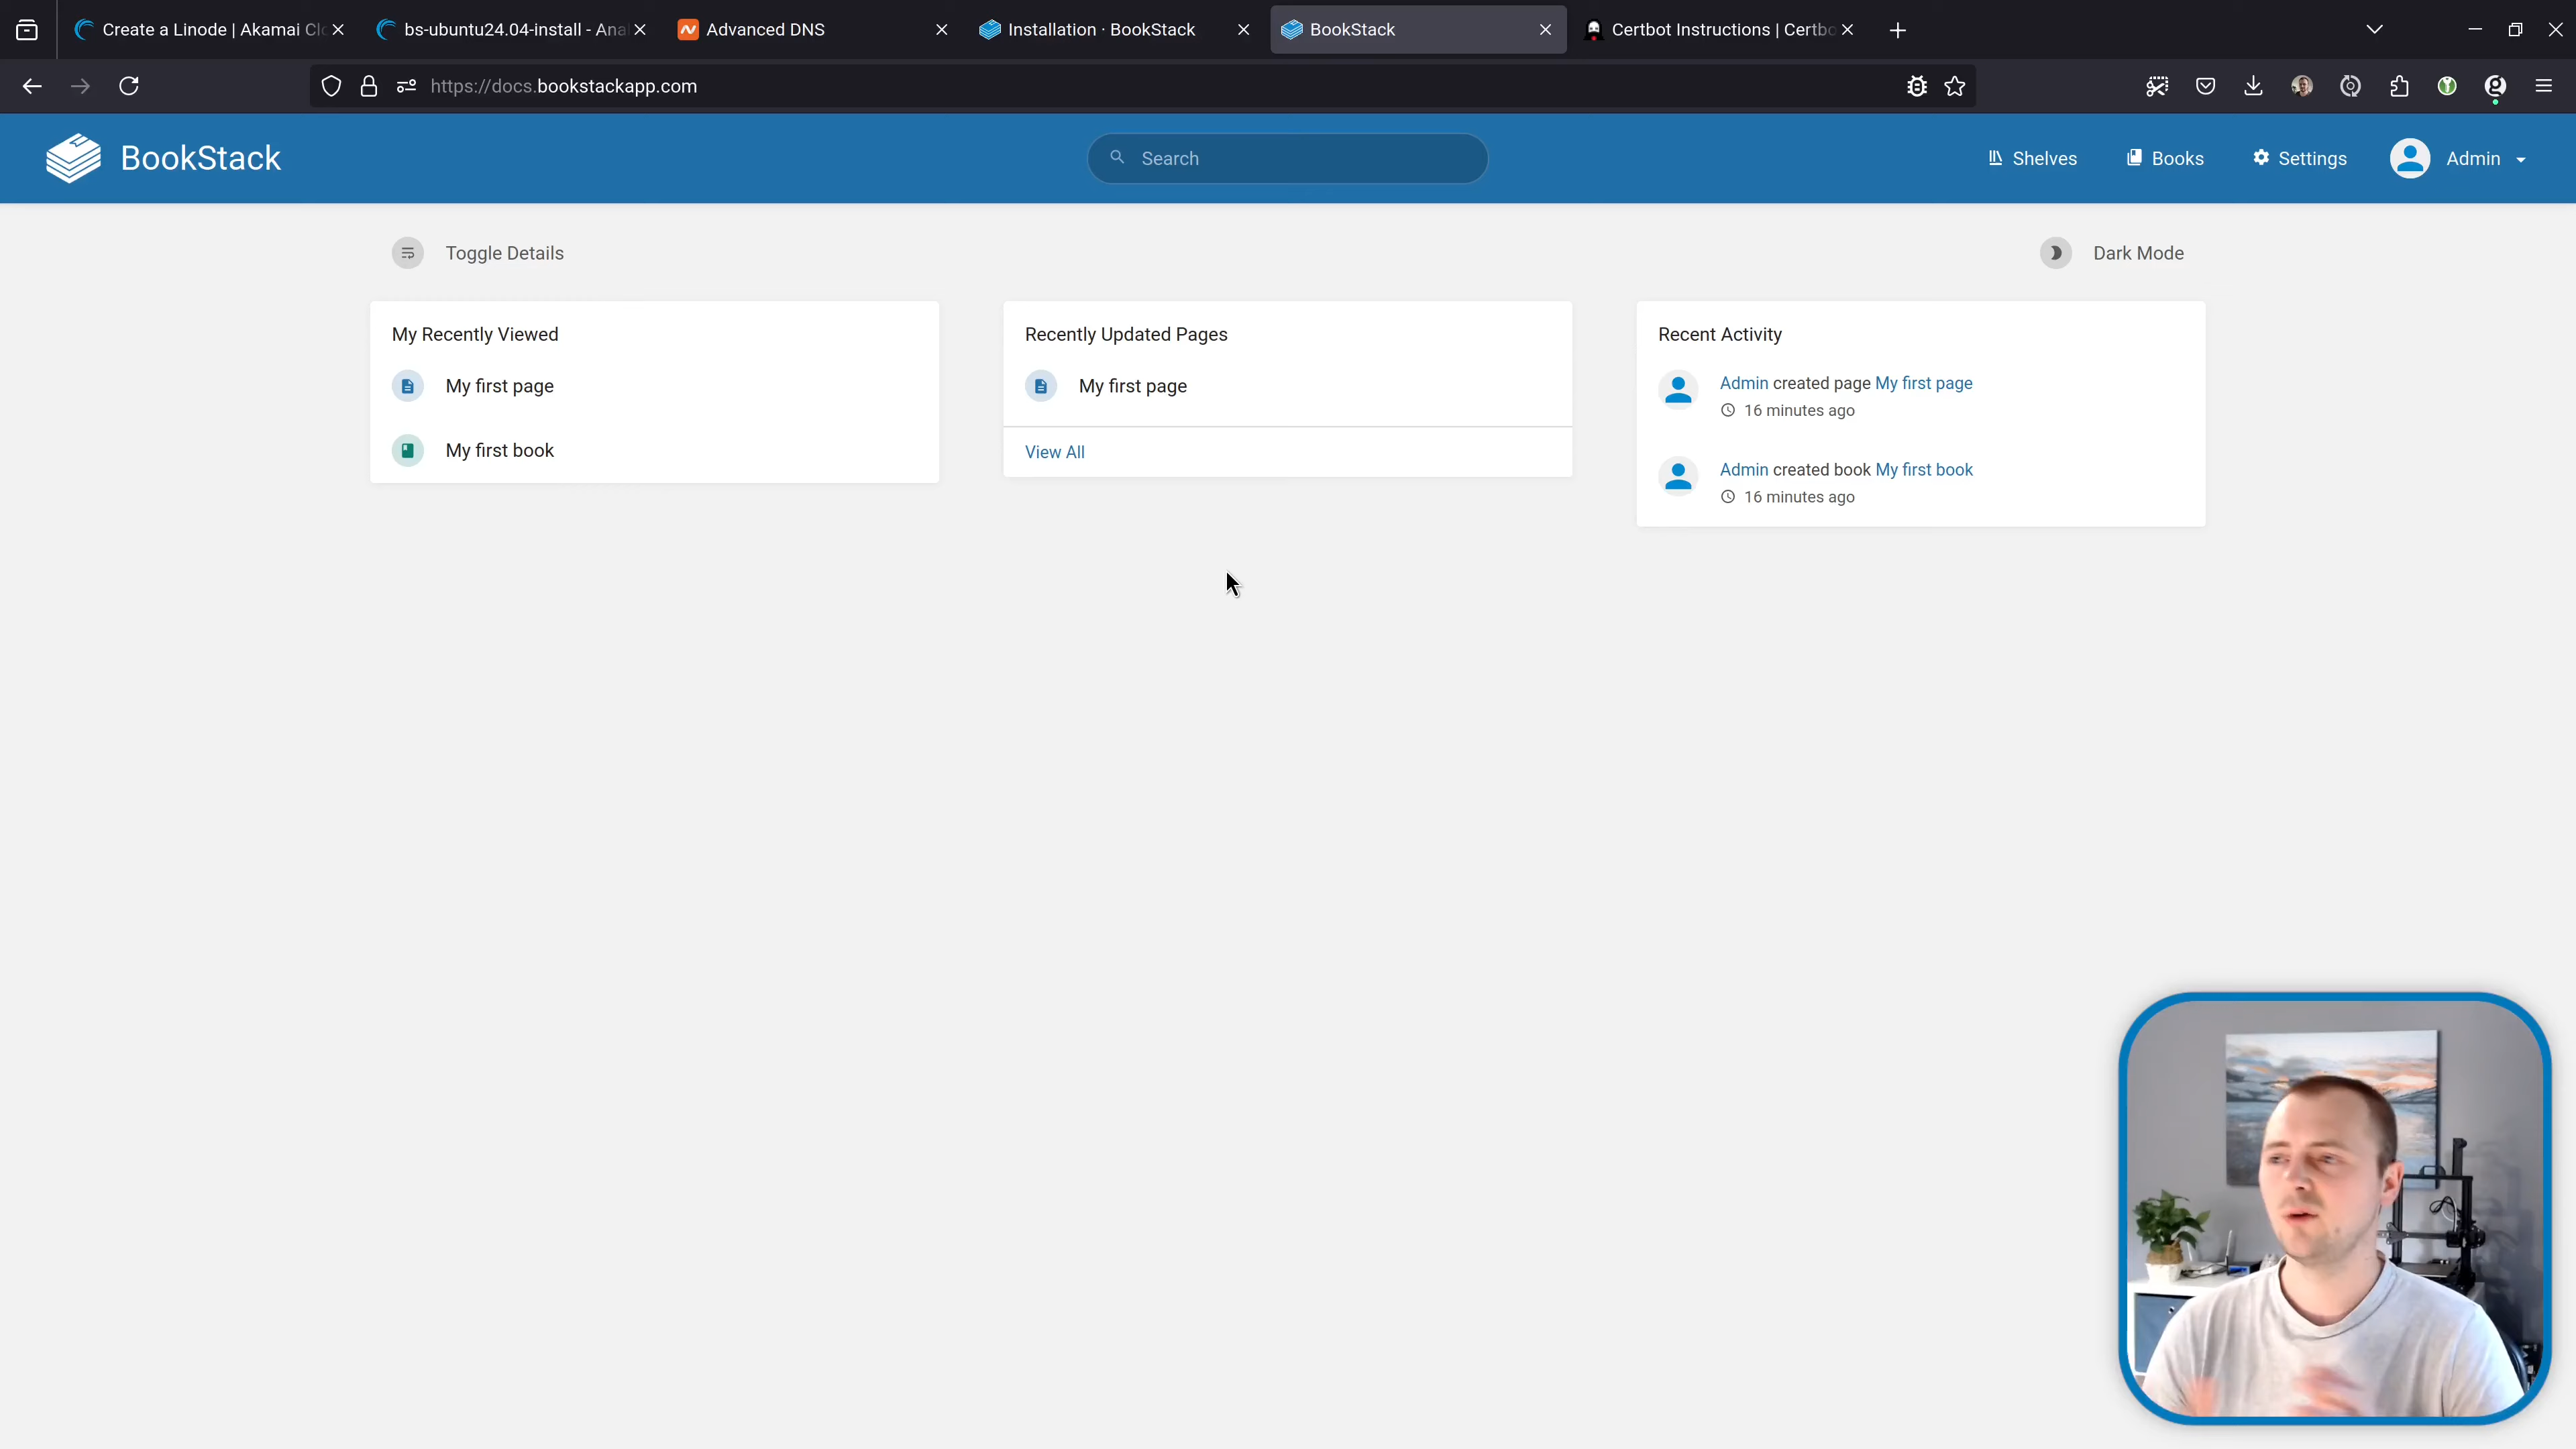 Create a Linode | Akamai Cl
bs-ubuntu24.04-install - Anal
Advanced DNS
Installation · BookStack
BookStack
Certbot Instructions | Certbo
https://docs.bookstackapp.com
BookStack
Search
Shelves
Books
Settings
Admin
Toggle Details
Dark Mode
My Recently Viewed
My first page
My first book
Recently Updated Pages
My first page
View All
Recent Activity
Admin created page My first page
16 minutes ago
Admin created book My first book
16 minutes ago